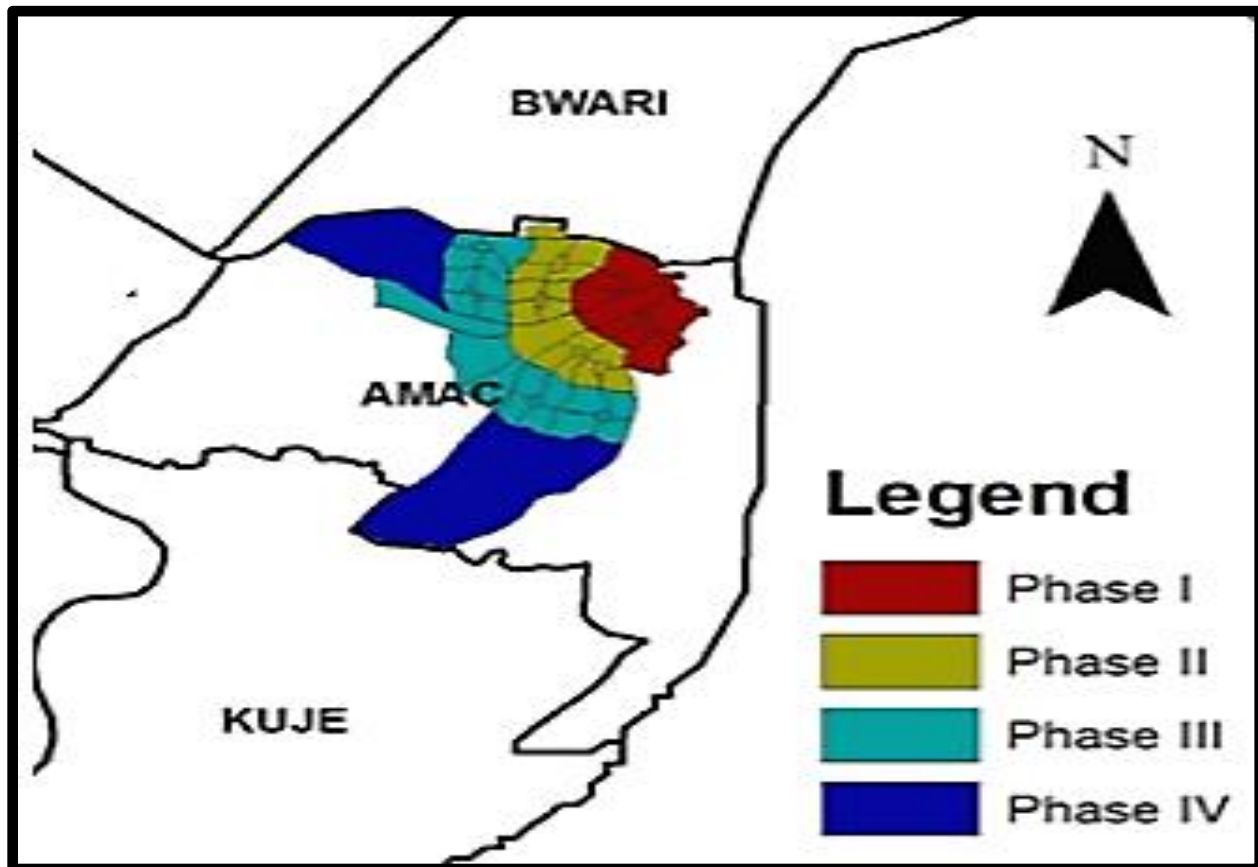 BWARI
N
AMAC
KUJE
Legend
Phase I
Phase II
Phase III
Phase IV